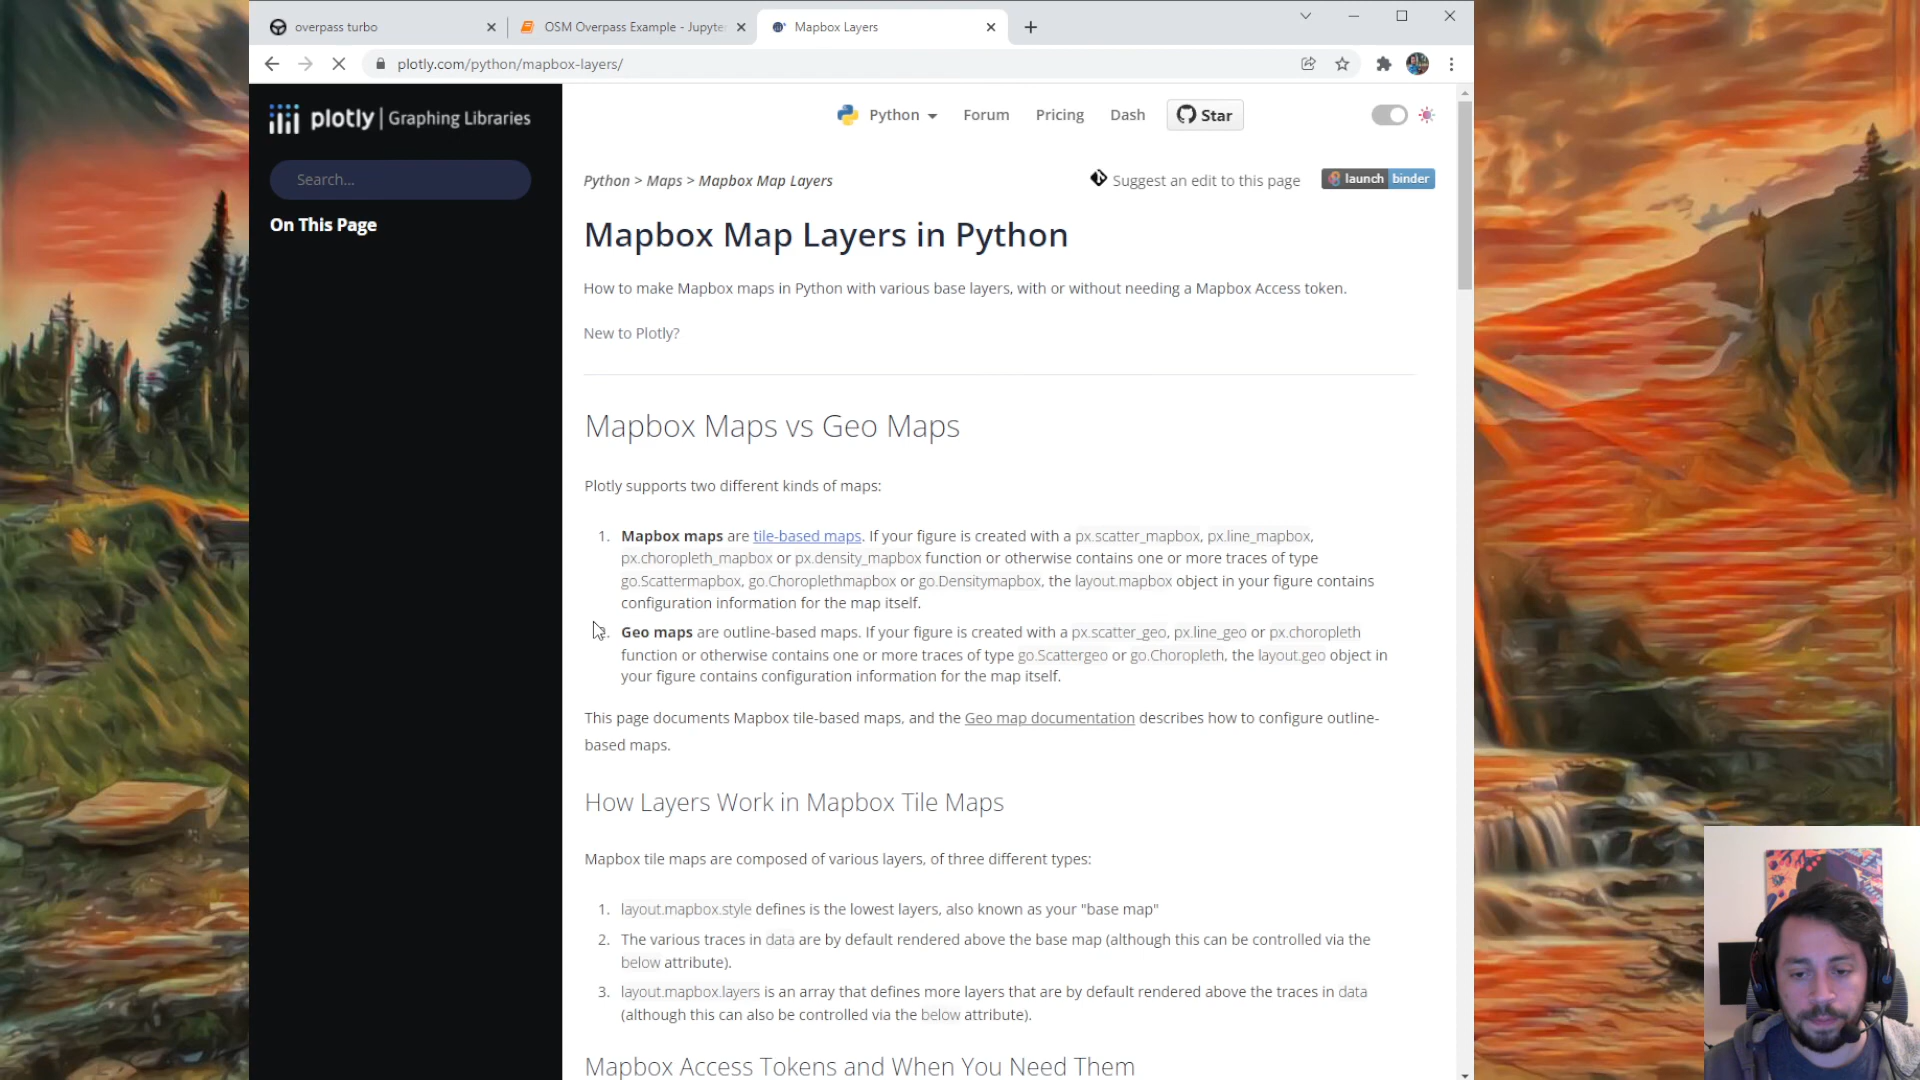 overpass turbo
OSM Overpass Example - Jupyte
Mapbox Layers
plotly.com/python/mapbox-layers/
plotly | Graphing Libraries
Python
Forum
Pricing
Dash
Star
Search...
On This Page
Python > Maps > Mapbox Map Layers
Suggest an edit to this page
launch binder
Mapbox Map Layers in Python
How to make Mapbox maps in Python with various base layers, with or without needing a Mapbox Access token.
New to Plotly?
Mapbox Maps vs Geo Maps
Plotly supports two different kinds of maps:
1. Mapbox maps are tile-based maps. If your figure is created with a px.scatter_mapbox, px.line_mapbox,
px.choropleth_mapbox or px.density_mapbox function or otherwise contains one or more traces of type
go.Scattermapbox, go.Choroplethmapbox or go.Densitymapbox, the layout.mapbox object in your figure contains
configuration information for the map itself.
Geo maps are outline-based maps. If your figure is created with a px.scatter_geo, px.line_geo or px.choropleth
function or otherwise contains one or more traces of type go.Scattergeo or go.Choropleth, the layout.geo object in
your figure contains configuration information for the map itself.
This page documents Mapbox tile-based maps, and the Geo map documentation describes how to configure outline-
based maps.
How Layers Work in Mapbox Tile Maps
Mapbox tile maps are composed of various layers, of three different types:
1. layout.mapbox.style defines is the lowest layers, also known as your "base map"
2. The various traces in data are by default rendered above the base map (although this can be controlled via the
below attribute).
3. layout.mapbox.layers is an array that defines more layers that are by default rendered above the traces in data
(although this can also be controlled via the below attribute).
Mapbox Access Tokens and When You Need Them